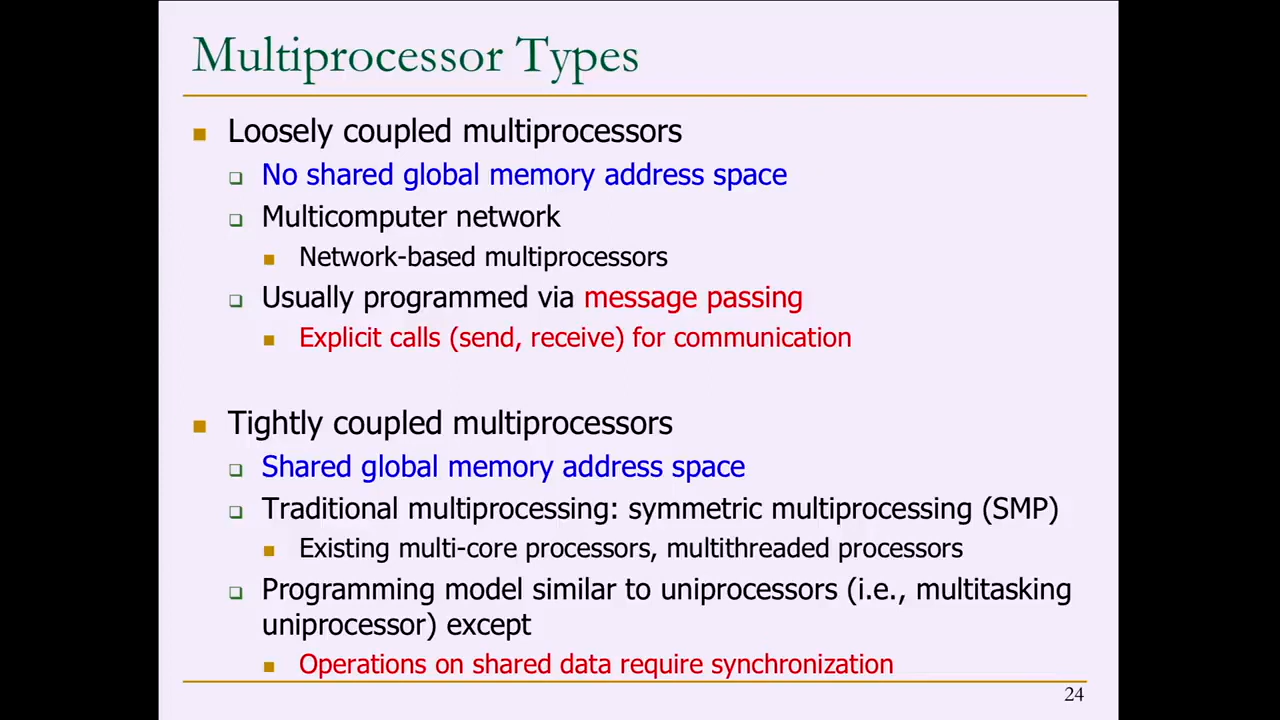 Multiprocessor Types
Loosely coupled multiprocessors
No shared global memory address space
Multicomputer network
Network-based multiprocessors
Usually programmed via message passing
Explicit calls (send, receive) for communication
Tightly coupled multiprocessors
Shared global memory address space
Traditional multiprocessing: symmetric multiprocessing (SMP)
Existing multi-core processors, multithreaded processors
Programming model similar to uniprocessors (i.e., multitasking
uniprocessor) except
Operations on shared data require synchronization
24